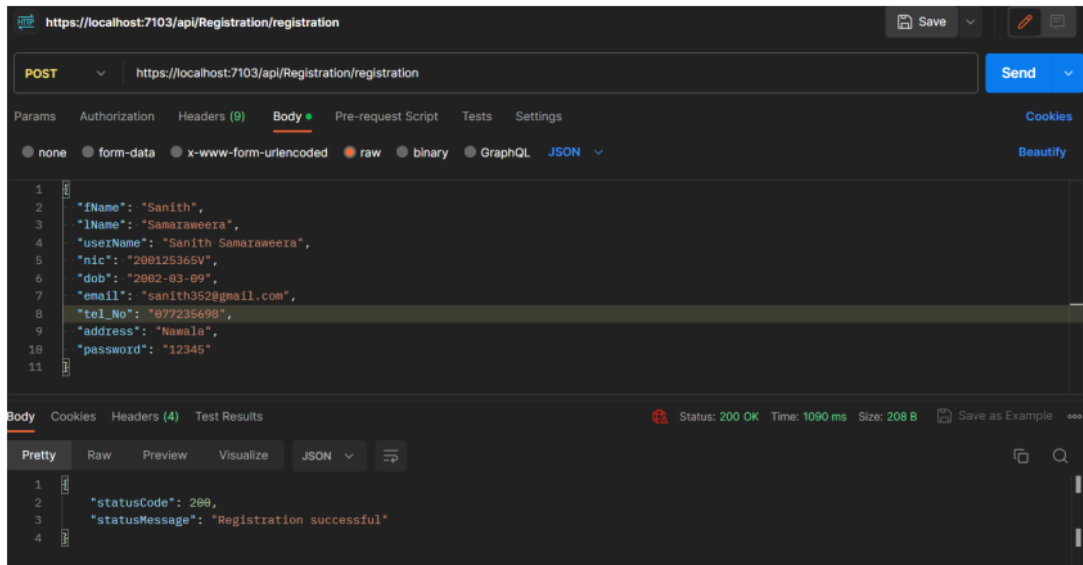 HTTP https://localhost:7103/api/Registration/registration Save
POST https://localhost:7103/api/Registration/registration Send
Params Authorization Headers (9) Body Pre-request Script Tests Settings Cookies
none form-data x-www-form-urlencoded raw binary GraphQL JSON Beautify
1 {
2 "fName": "Sanith",
3 "lName": "Samaraweera",
4 "userName": "Sanith Samaraweera",
5 "nic": "200125365V",
6 "dob": "2002-03-09",
7 "email": "sanith352@gmail.com",
8 "tel_No": "077235698",
9 "address": "Nawala",
10 "password": "12345"
11 }
Body Cookies Headers (4) Test Results Status: 200 OK Time: 1090 ms Size: 208 B Save as Example
Pretty Raw Preview Visualize JSON
1 {
2 "statusCode": 200,
3 "statusMessage": "Registration successful"
4 }